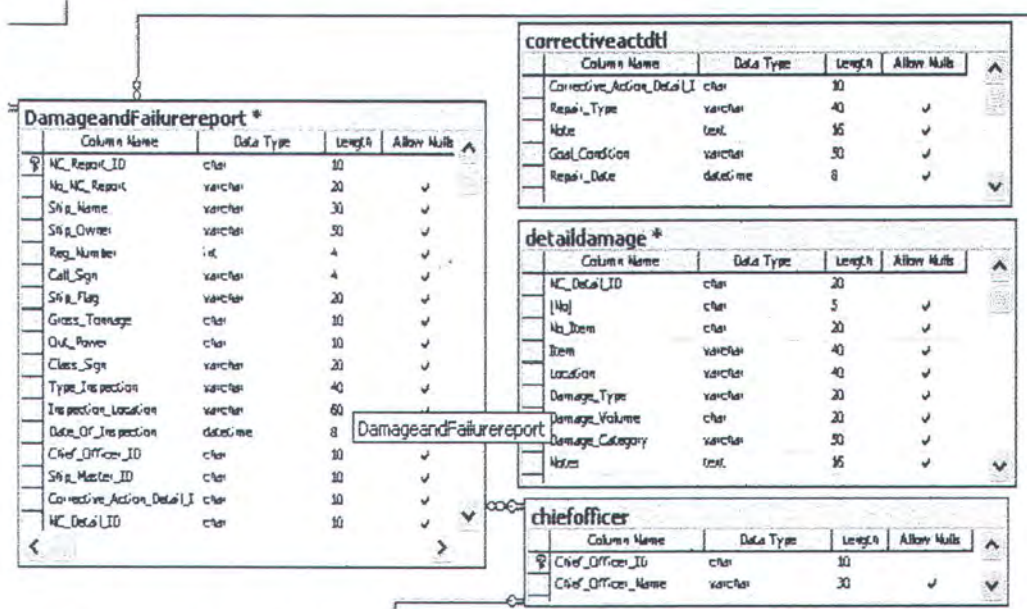 correctiveactdtl
Column Name Data Type Length Allow Nulls
Corrective_Action_Detail_I char 10
Repair_Type varchar 40
Note text 16
Goal_Condition varchar 50
Repair_Date datetime 8
DamageandFailurereport *
Column Name Data Type Length Allow Nulls
NC_Report_ID char 10
No_NC_Report varchar 20
Ship_Name varchar 30
Ship_Owner varchar 50
Reg_Number int 4
Call_Sign varchar 4
Ship_Flag varchar 20
Gross_Tonnage char 10
Out_Power char 10
Class_Sign varchar 20
Type_Inspection varchar 40
Inspection_Location varchar 60
Date_Of_Inspection datetime 8
Chief_Officer_ID char 10
Ship_Master_ID char 10
Corrective_Action_Detail_I char 10
NC_Detail_ID char 10
DamageandFailurereport
detaildamage *
Column Name Data Type Length Allow Nulls
NC_Detail_ID char 20
[No] char 5
No_Item char 20
Item varchar 40
Location varchar 40
Damage_Type varchar 20
Damage_Volume char 20
Damage_Category varchar 50
Notes text 16
chiefofficer
Column Name Data Type Length Allow Nulls
Chief_Officer_ID char 10
Chief_Officer_Name varchar 30